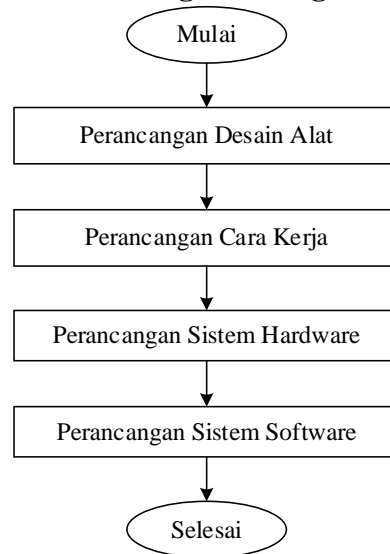 Mulai
Perancangan Desain Alat
Perancangan Cara Kerja
Perancangan Sistem Hardware
Perancangan Sistem Software
Selesai